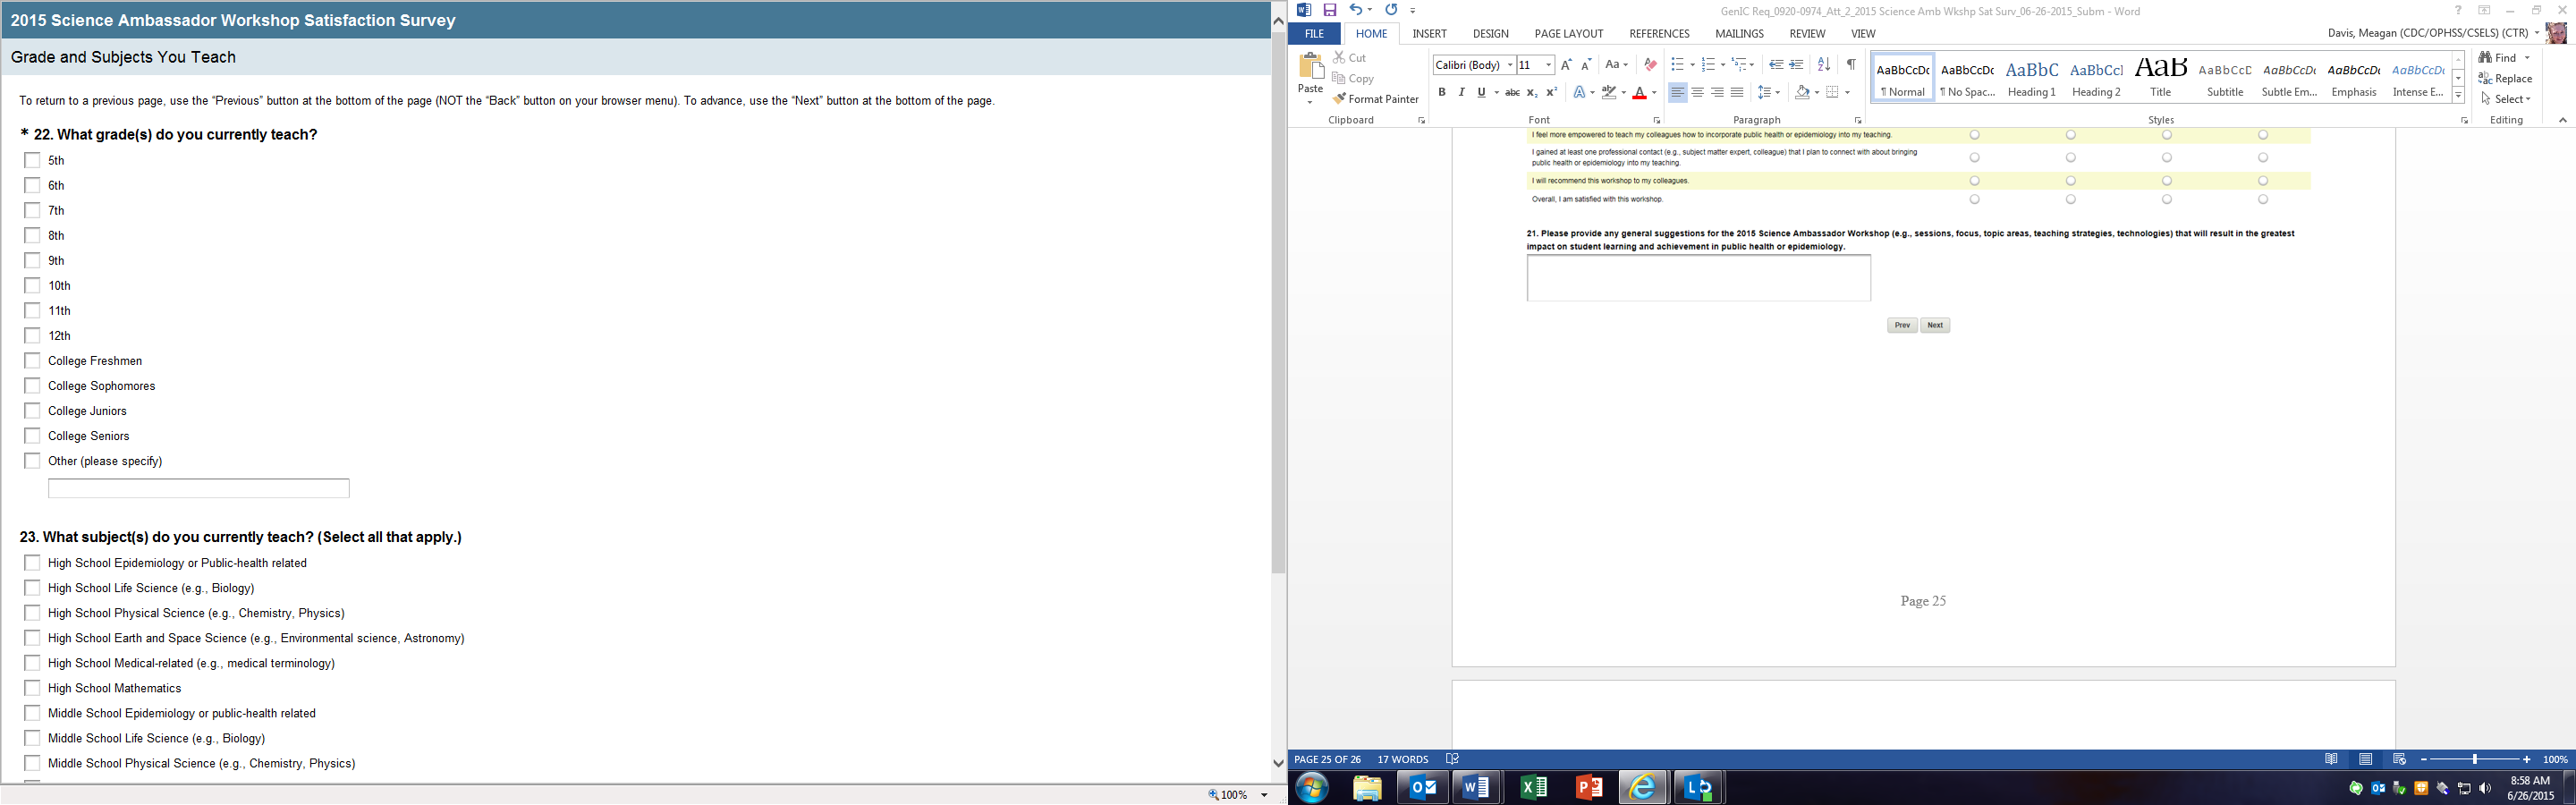 2015 Science Ambassador Workshop Satisfaction Survey
Grade and Subjects You Teach
To return to a previous page, use the “Previous” button at the bottom of the page (NOT the “Back” button on your browser menu). To advance, use the “Next” button at the bottom of the page.
* 22. What grade(s) do you currently teach?
5th
6th
7th
8th
9th
10th
11th
12th
College Freshmen
College Sophomores
College Juniors
College Seniors
Other (please specify)
23. What subject(s) do you currently teach? (Select all that apply.)
High School Epidemiology or Public-health related
High School Life Science (e.g., Biology)
High School Physical Science (e.g., Chemistry, Physics)
High School Earth and Space Science (e.g., Environmental science, Astronomy)
High School Medical-related (e.g., medical terminology)
High School Mathematics
Middle School Epidemiology or public-health related
Middle School Life Science (e.g., Biology)
Middle School Physical Science (e.g., Chemistry, Physics)
100%
GenIC Req_0920-0974_Att_2_2015 Science Amb Wkshp Sat Surv_06-26-2015_Subm - Word
FILE HOME INSERT DESIGN PAGE LAYOUT REFERENCES MAILINGS REVIEW VIEW
Davis, Meagan (CDC/OPHSS/CSELS) (CTR)
Paste
Cut
Copy
Format Painter
Clipboard
Calibri (Body) 11
Font
Paragraph
AaBbCcDc AaBbCcDc AaBbC AaBbCcI AaB AaBbCcD AaBbCcDc AaBbCcDc AaBbCcDc
¶ Normal ¶ No Spac... Heading 1 Heading 2 Title Subtitle Subtle Em... Emphasis Intense E...
Styles
Find
Replace
Select
Editing
I feel more empowered to teach my colleagues how to incorporate public health or epidemiology into my teaching.
I gained at least one professional contact (e.g., subject matter expert, colleague) that I plan to connect with about bringing
public health or epidemiology into my teaching.
I will recommend this workshop to my colleagues.
Overall, I am satisfied with this workshop.
21. Please provide any general suggestions for the 2015 Science Ambassador Workshop (e.g., sessions, focus, topic areas, teaching strategies, technologies) that will result in the greatest
impact on student learning and achievement in public health or epidemiology.
Prev Next
Page 25
PAGE 25 OF 26 17 WORDS
100%
8:58 AM
6/26/2015